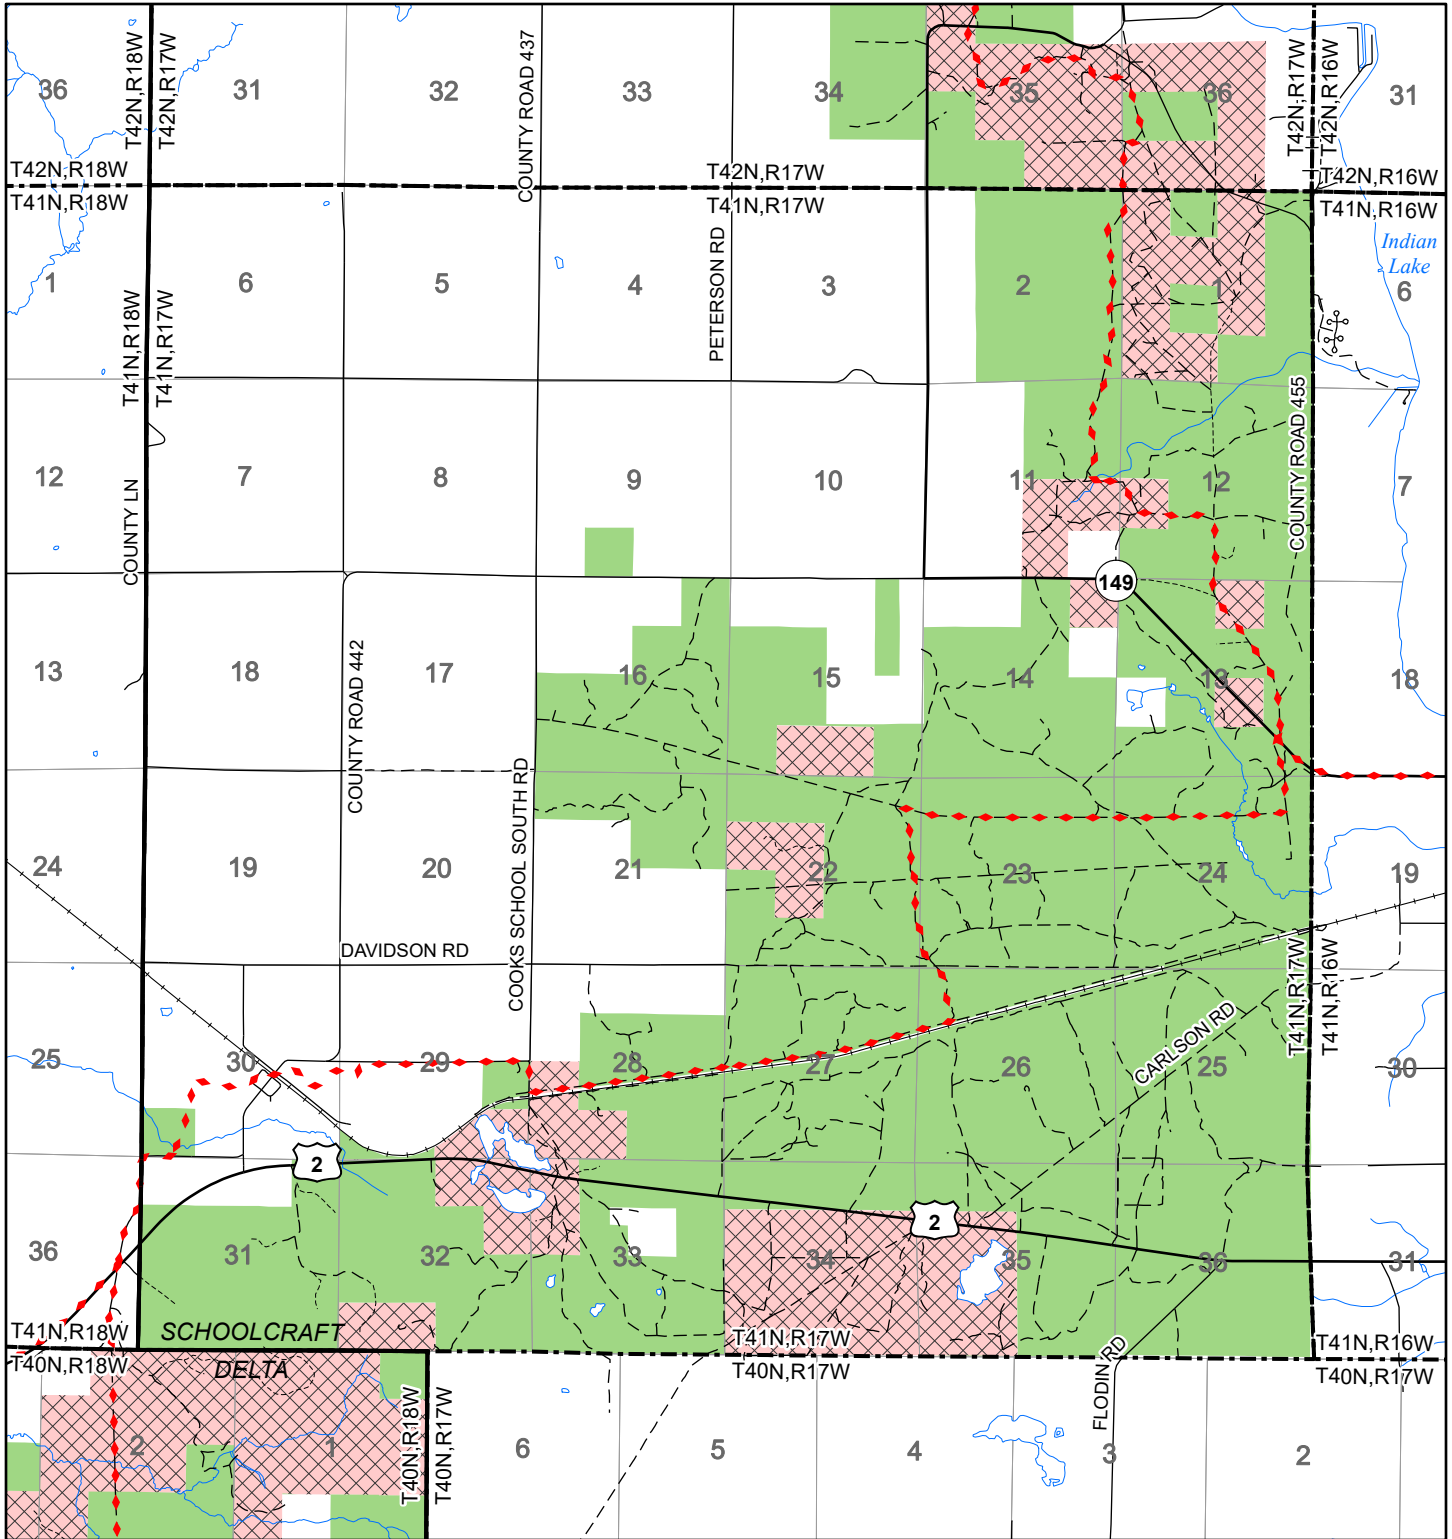 36
T42N,R18W
T42N,R17W
31
32
COUNTY ROAD 437
33
34
35
36
T42N,R17W
T42N,R16W
31
T42N,R18W
T41N,R18W
T42N,R17W
T41N,R17W
T42N,R16W
T41N,R16W
Indian
Lake
1
T41N,R18W
T41N,R17W
6
5
4
PETERSON RD
3
2
1
6
12
COUNTY LN
7
8
9
10
11
12
COUNTY ROAD 455
7
149
13
18
COUNTY ROAD 442
17
16
15
14
13
18
24
19
20
COOKS SCHOOL SOUTH RD
21
22
23
24
19
DAVIDSON RD
T41N,R17W
T41N,R16W
25
30
29
28
27
26
CARLSON RD
25
30
2
2
36
31
32
33
34
35
36
31
T41N,R18W
T40N,R18W
SCHOOLCRAFT
DELTA
T41N,R17W
T40N,R17W
FLODIN RD
T41N,R16W
T40N,R17W
2
1
T40N,R18W
T40N,R17W
6
5
4
3
2